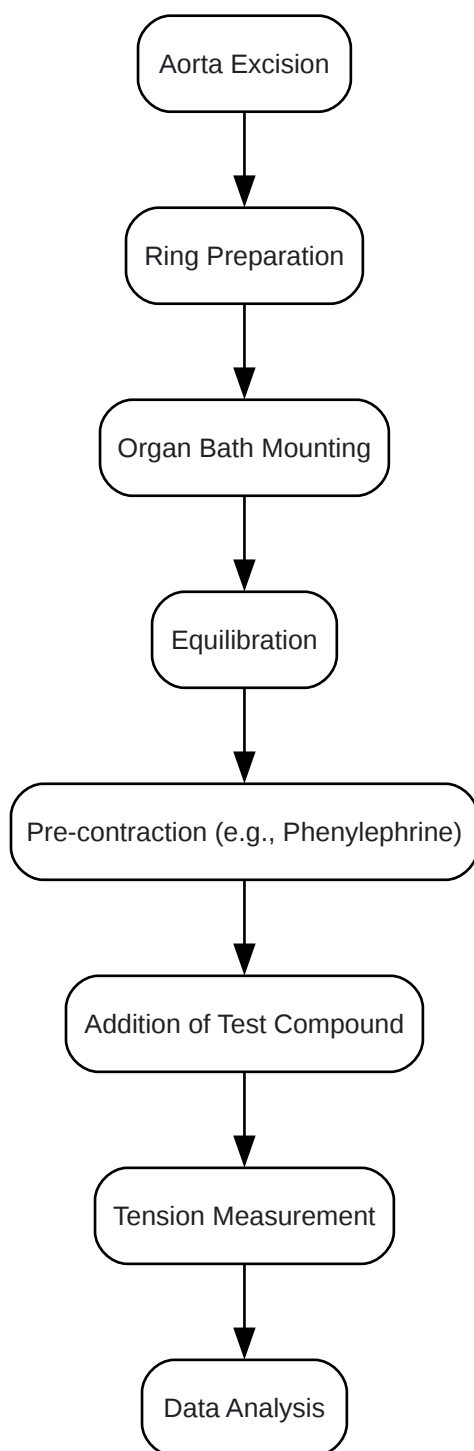 Aorta Excision
Ring Preparation
Organ Bath Mounting
Equilibration
Pre-contraction (e.g., Phenylephrine)
Addition of Test Compound
Tension Measurement
Data Analysis